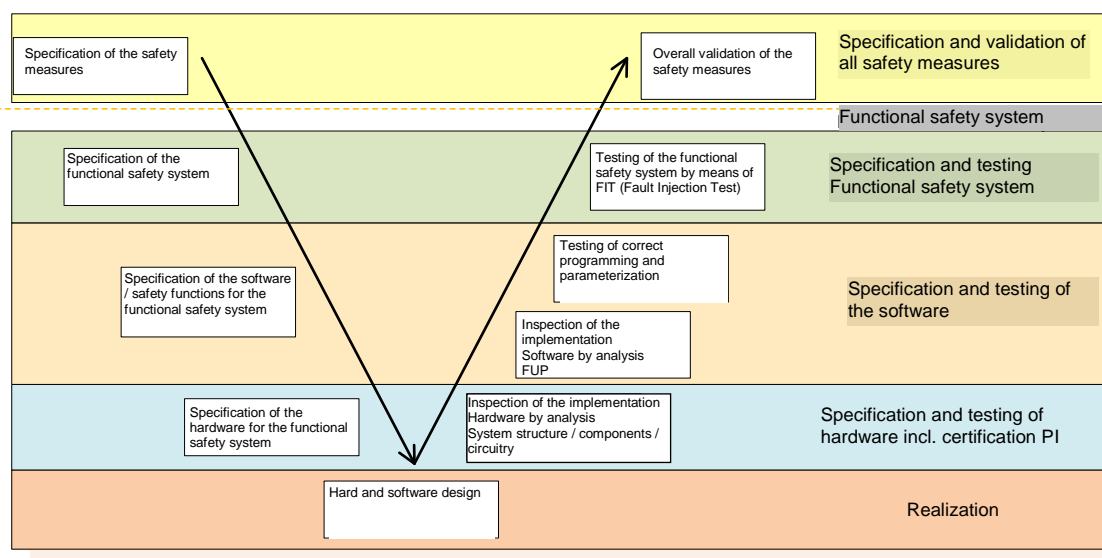 Specification of the safety
measures
Overall validation of the
safety measures
Specification and validation of
all safety measures
Functional safety system
Specification of the
functional safety system
Testing of the functional
safety system by means of
FIT (Fault Injection Test)
Specification and testing
Functional safety system
Specification of the software
/ safety functions for the
functional safety system
Testing of correct
programming and
parameterization
Inspection of the
implementation
Software by analysis
FUP
Specification and testing of
the software
Specification of the
hardware for the functional
safety system
Inspection of the implementation
Hardware by analysis
System structure / components /
circuitry
Specification and testing of
hardware incl. certification PI
Hard and software design
Realization